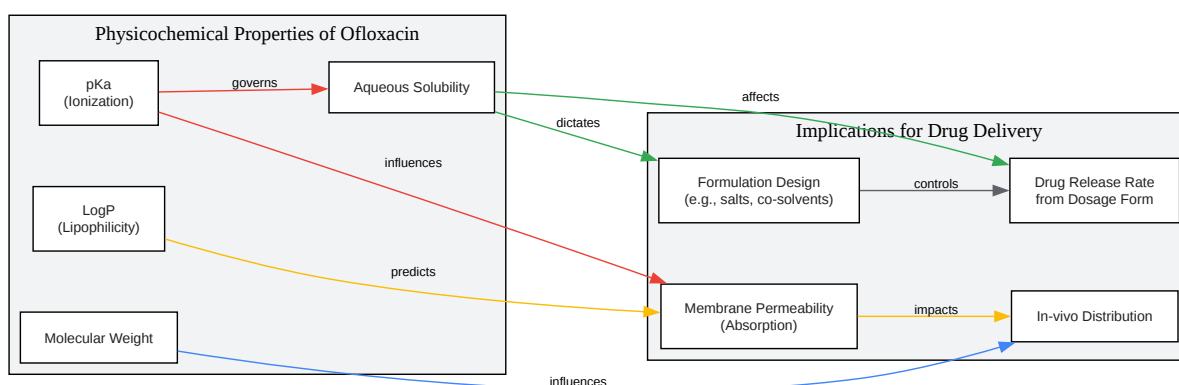 Physicochemical Properties of Ofloxacin
pKa
(Ionization)
governs
Aqueous Solubility
affects
dictates
Implications for Drug Delivery
influences
Formulation Design
(e.g., salts, co-solvents)
controls
Drug Release Rate
from Dosage Form
LogP
(Lipophilicity)
predicts
Membrane Permeability
(Absorption)
impacts
In-vivo Distribution
Molecular Weight
influences